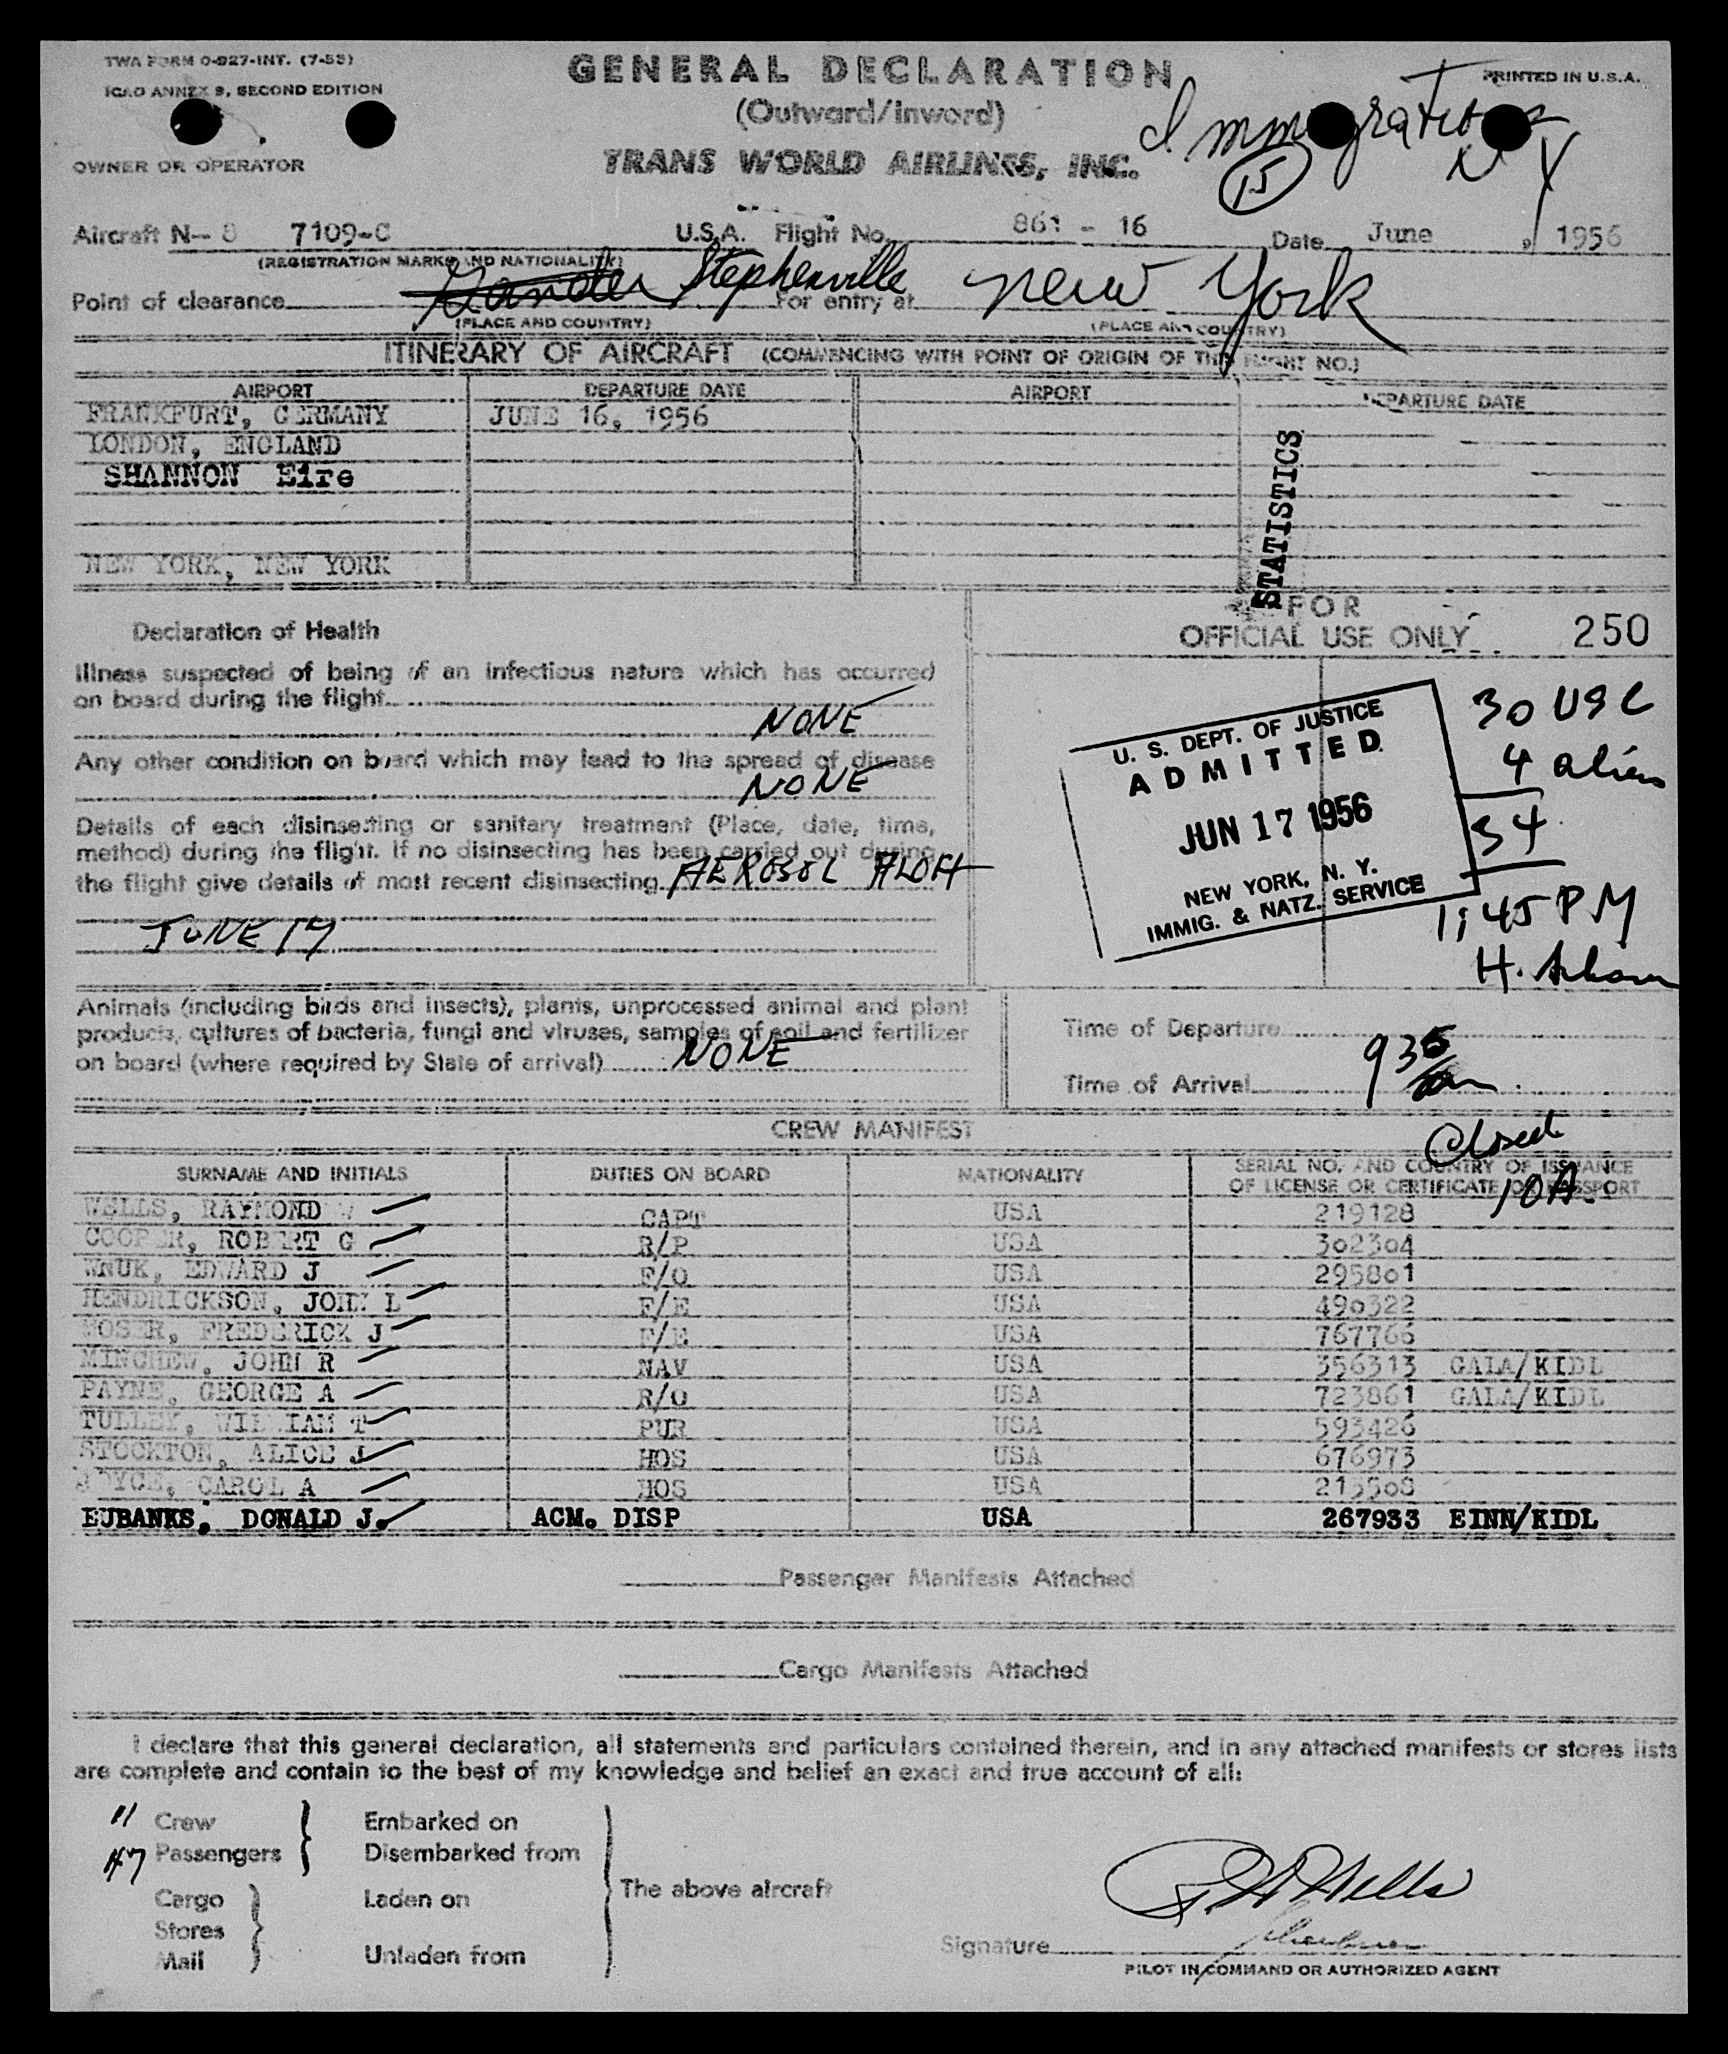 TWA FORM 0-927-INT. (7-55)
ICAO ANNEX 9, SECOND EDITION
GENERAL DECLARATION
(Outward/Inward)
TRANS WORLD AIRLINES, INC.
PRINTED IN U.S.A.
Immigration
NY
15
OWNER OR OPERATOR
Aircraft N-- 8 7109-C U.S.A. Flight No. 861 - 16 Date June , 1956
(REGISTRATION MARKS AND NATIONALITY)
Point of clearance Gander Stephenville For entry at New York
(PLACE AND COUNTRY) (PLACE AND COUNTRY)
ITINERARY OF AIRCRAFT (COMMENCING WITH POINT OF ORIGIN OF THIS FLIGHT NO.)
AIRPORT DEPARTURE DATE AIRPORT DEPARTURE DATE
FRANKFURT, GERMANY JUNE 16, 1956
LONDON, ENGLAND
SHANNON Eire
NEW YORK, NEW YORK
STATISTICS
Declaration of Health
Illness suspected of being of an infectious nature which has occurred
on board during the flight
NONE
Any other condition on board which may lead to the spread of disease
NONE
Details of each disinsecting or sanitary treatment (Place, date, time,
method) during the flight. If no disinsecting has been carried out during
the flight give details of most recent disinsecting AEROSOL ALOFT
JUNE 17
FOR
OFFICIAL USE ONLY 250
U. S. DEPT. OF JUSTICE
ADMITTED
JUN 17 1956
NEW YORK, N. Y.
IMMIG. & NATZ. SERVICE
30 USC
4 aliens
34
1:45 PM
H.
Animals (including birds and insects), plants, unprocessed animal and plant
products, cultures of bacteria, fungi and viruses, samples of soil and fertilizer
on board (where required by State of arrival) NONE
Time of Departure
Time of Arrival 935 am
Closed
10 A.
CREW MANIFEST
SURNAME AND INITIALS DUTIES ON BOARD NATIONALITY SERIAL NO. AND COUNTRY OF ISSUANCE
OF LICENSE OR CERTIFICATE OR PASSPORT
WELLS, RAYMOND W CAPT USA 219128
COOPER, ROBERT G R/P USA 302304
WNUK, EDWARD J F/O USA 295801
HENDRICKSON, JOHN L F/E USA 490322
MOSER, FREDERICK J F/E USA 767766
MINCHEW, JOHN R NAV USA 356313 GALA/KIDL
PAYNE, GEORGE A R/O USA 723861 GALA/KIDL
TULLEY, WILLIAM T PUR USA 593426
STOCKTON, ALICE J HOS USA 676973
JOYCE, CAROL A HOS USA 213508
EUBANKS, DONALD J. ACM. DISP USA 267933 EINN/KIDL
Passenger Manifests Attached
Cargo Manifests Attached
I declare that this general declaration, all statements and particulars contained therein, and in any attached manifests or stores lists
are complete and contain to the best of my knowledge and belief an exact and true account of all:
11 Crew Embarked on
47 Passengers Disembarked from
The above aircraft
Cargo Laden on
Stores
Mail Unladen from
R W Wells
Signature
PILOT IN COMMAND OR AUTHORIZED AGENT